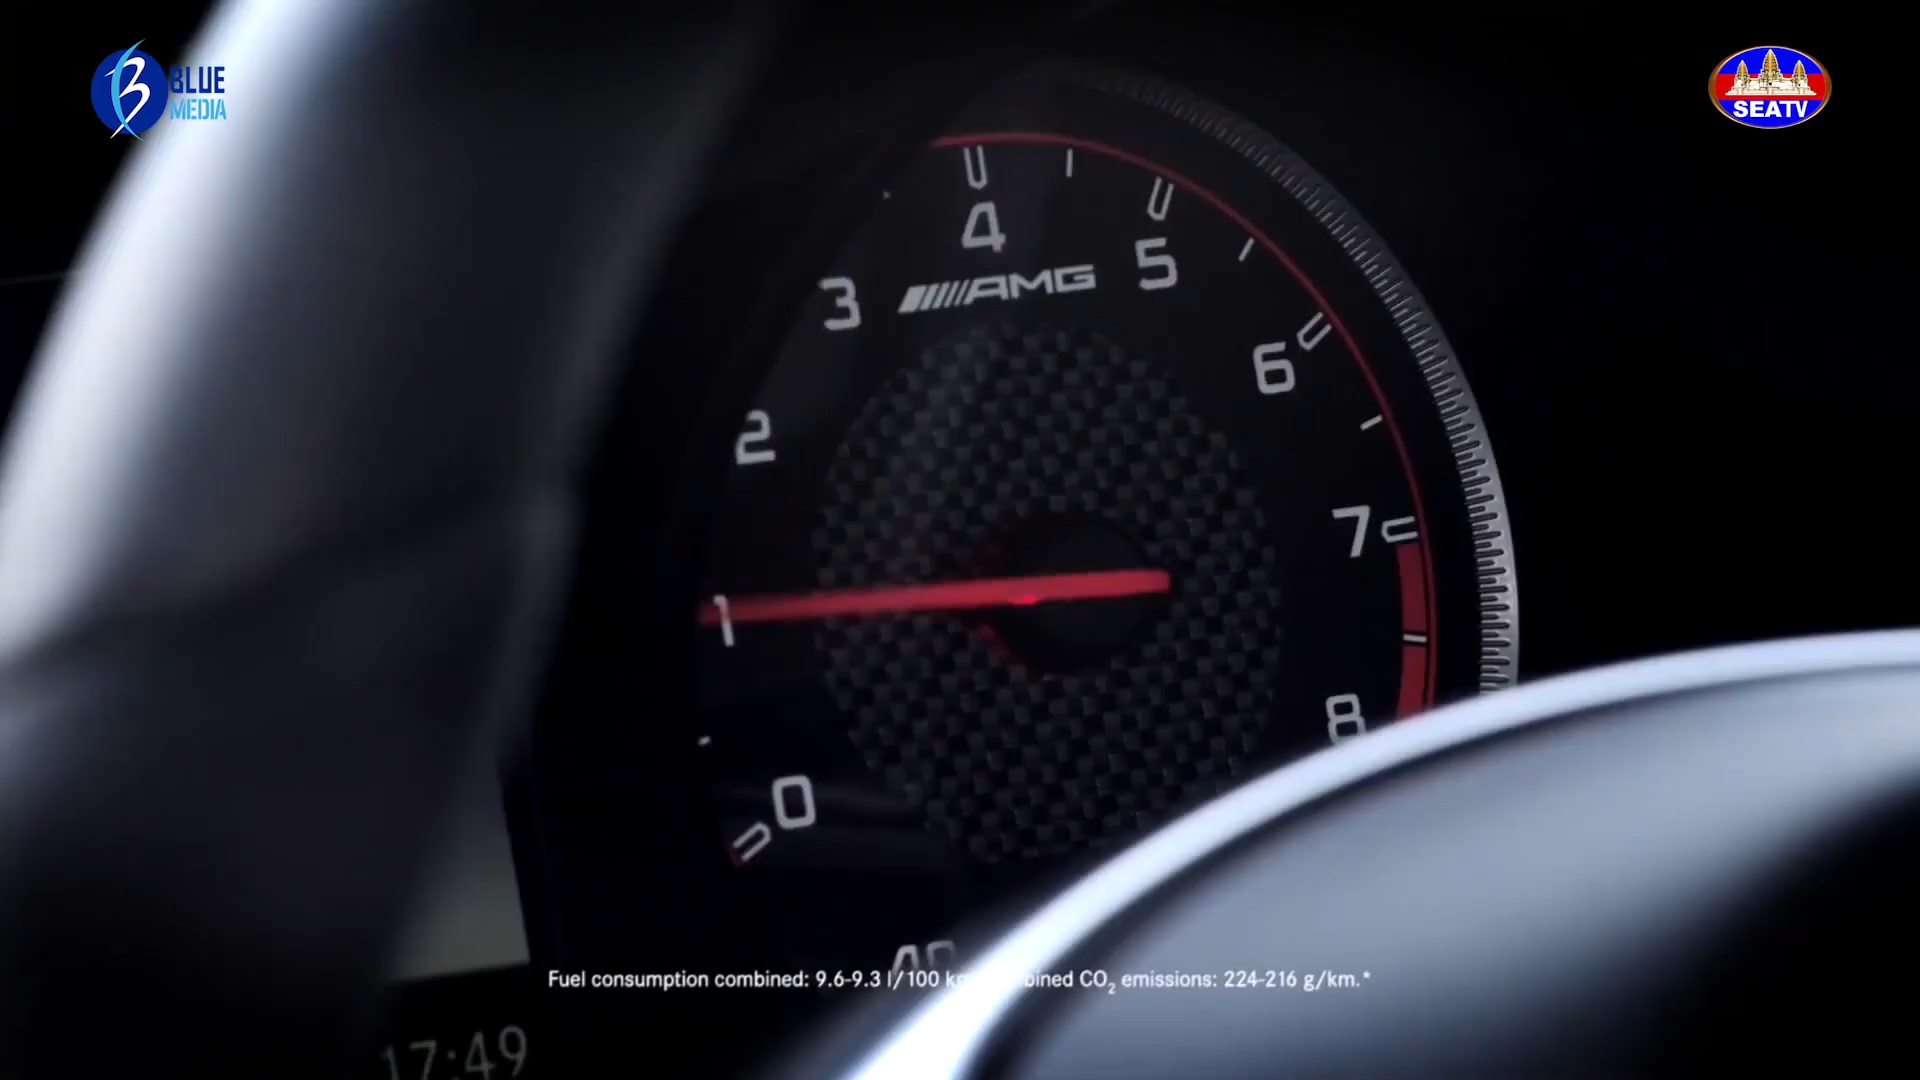 BLUE
MEDIA
SEATV
4
AMG
5
3
6
2
7
1
8
0
Fuel consumption combined: 9.6-9.3 l/100 CO2 emissions: 224-216 g/km.*
17:49